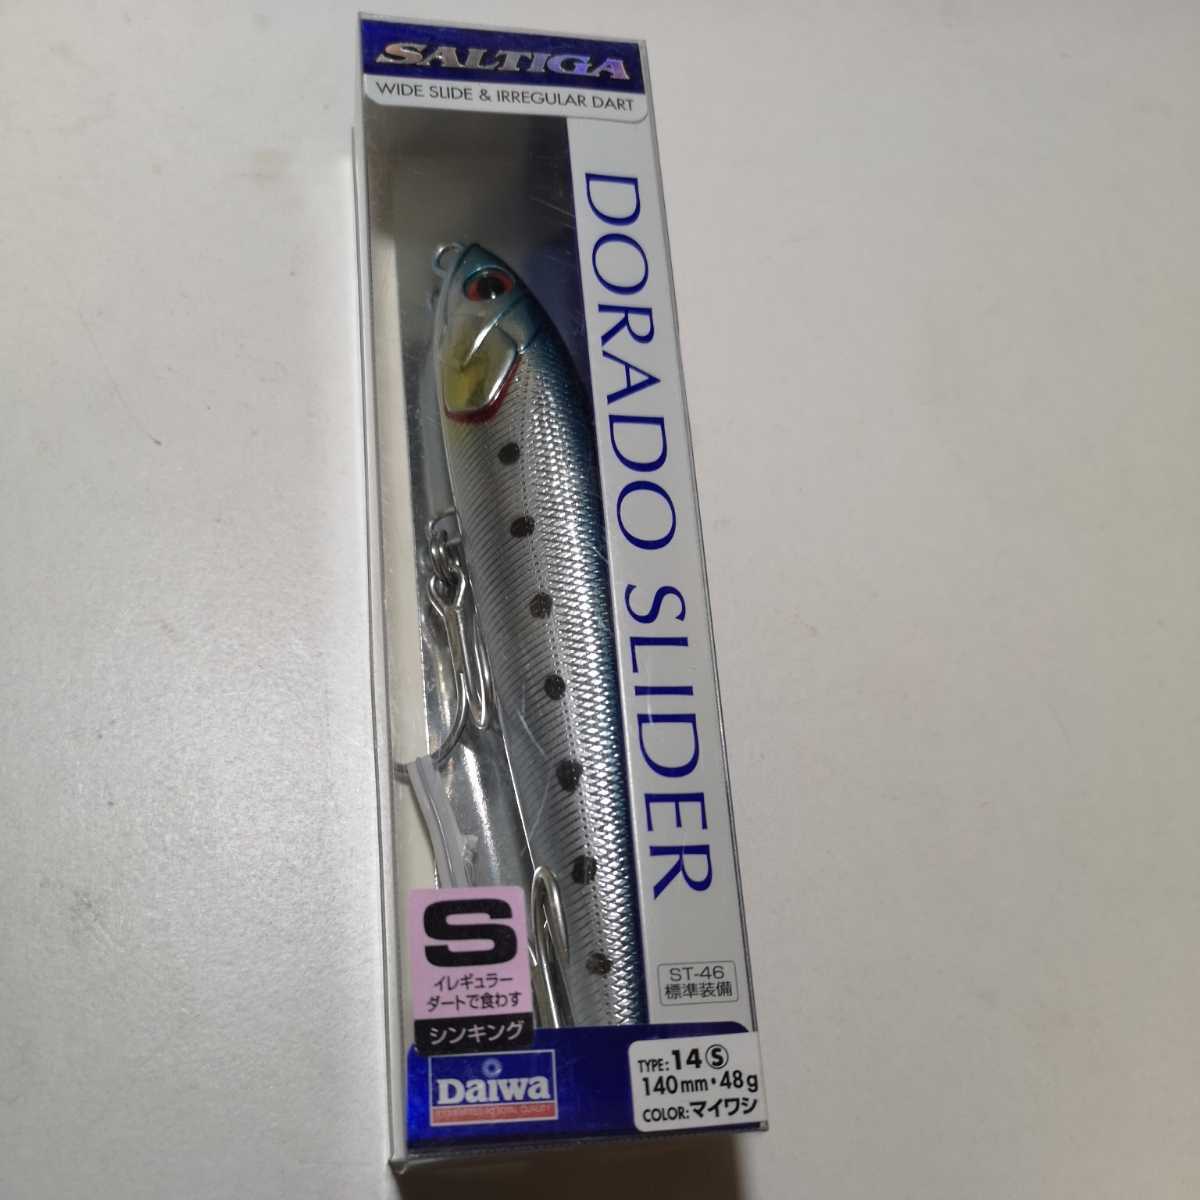 SALTIGA
WIDE SLIDE & IRREGULAR DART
DORADO SLIDER
S
イレギュラー
ダートで食わす
シンキング
ST-46
標準装備
Daiwa
TYPE: 14 Ⓢ
140mm・48g
COLOR: マイワシ